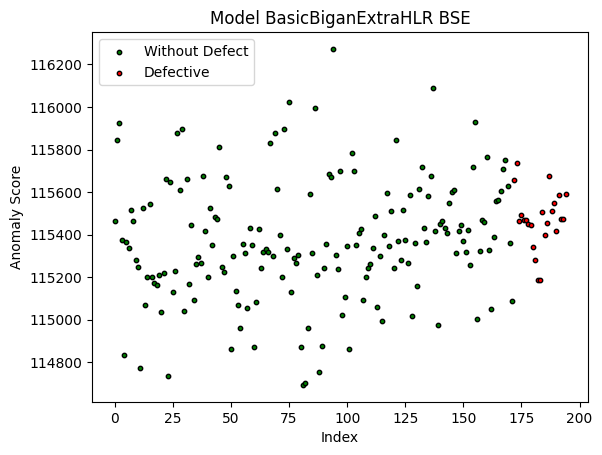 Model BasicBiganExtraHLR BSE
Without Defect
Defective
Anomaly Score
116200
116000
115800
115600
115400
115200
115000
114800
0 25 50 75 100 125 150 175 200
Index